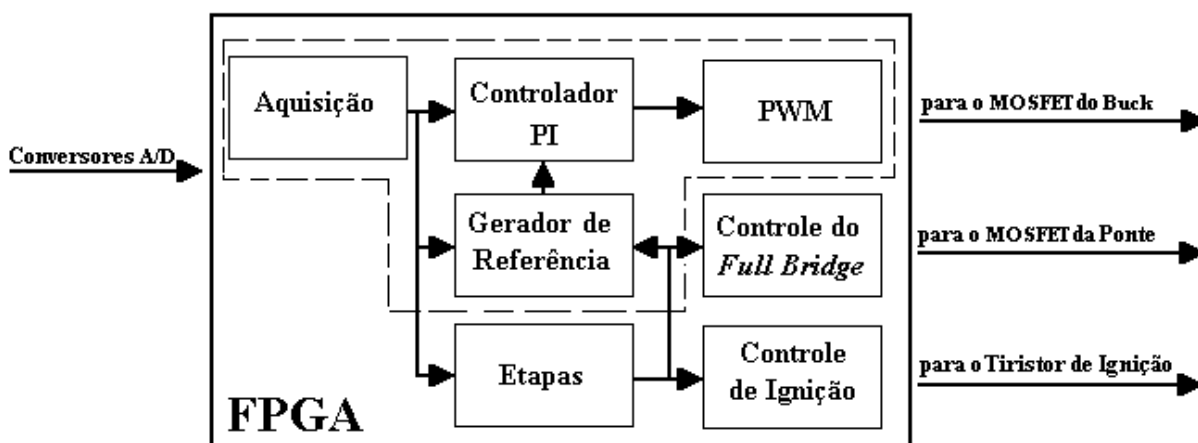 Conversores A/D
Aquisição
Controlador
PI
PWM
Gerador de
Referência
Controle do
Full Bridge
Etapas
Controle
de Ignição
FPGA
para o MOSFET do Buck
para o MOSFET da Ponte
para o Tiristor de Ignição